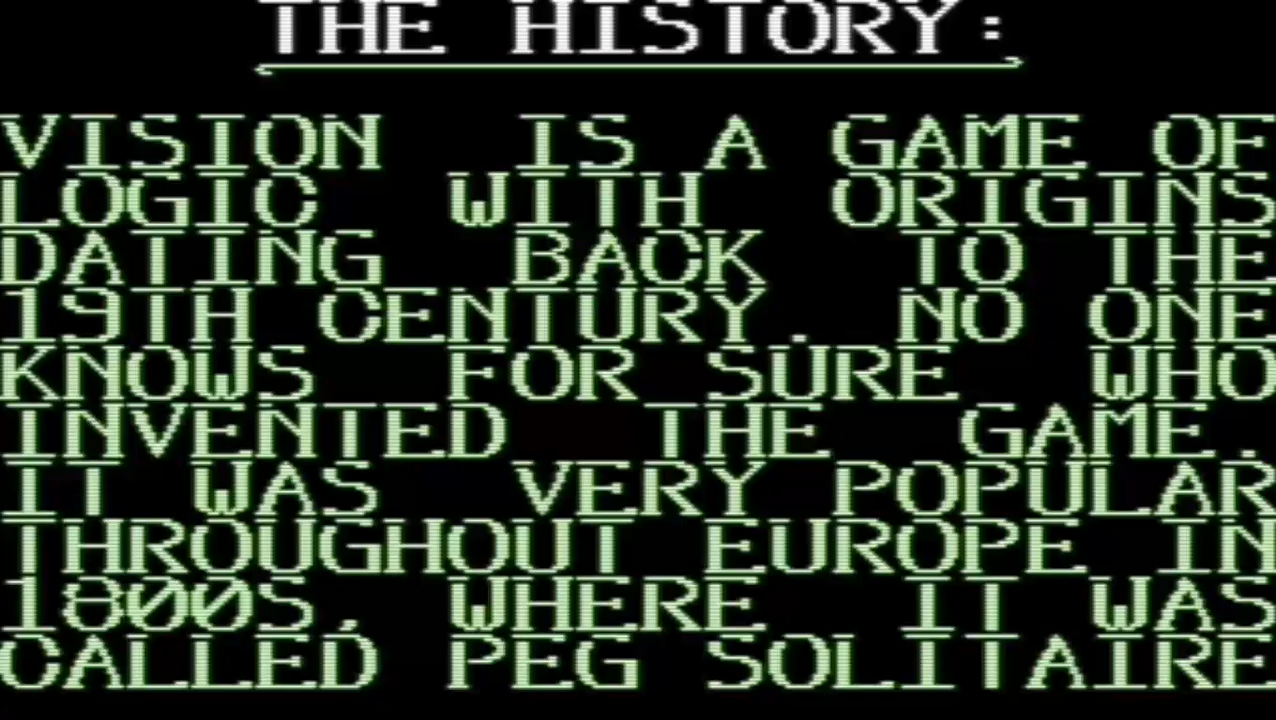 THE HISTORY:
VISION IS A GAME OF
LOGIC WITH ORIGINS
DATING BACK TO THE
19TH CENTURY. NO ONE
KNOWS FOR SURE WHO
INVENTED THE GAME.
IT WAS VERY POPULAR
THROUGHOUT EUROPE IN
1800S, WHERE IT WAS
CALLED PEG SOLITAIRE